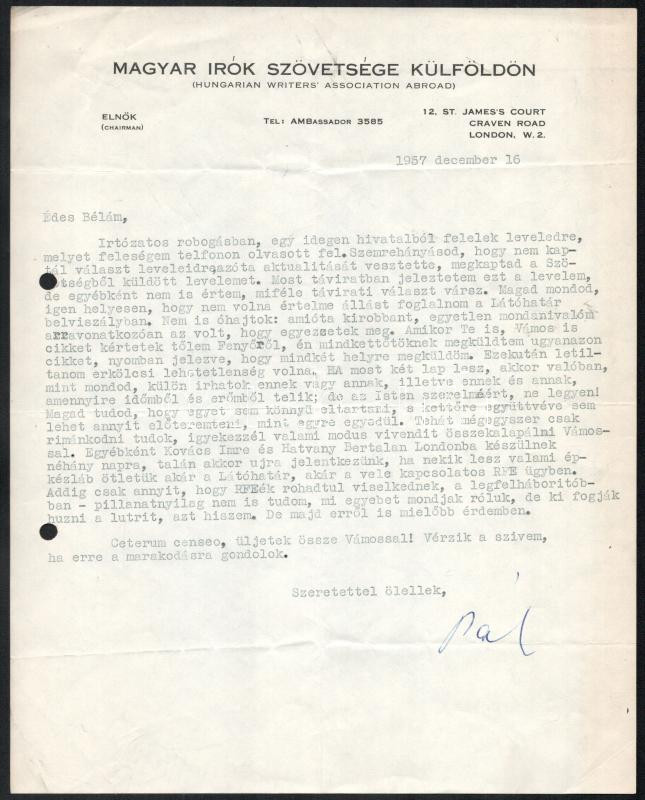 MAGYAR IRÓK SZÖVETSÉGE KÜLFÖLDÖN
(HUNGARIAN WRITERS' ASSOCIATION ABROAD)
ELNÖK
(CHAIRMAN)
TEL: AMBASSADOR 3585
12, ST. JAMES'S COURT
CRAVEN ROAD
LONDON, W.2.
1957 december 16
Édes Bélám,
Irtózatos robogásban, egy idegen hivatalból felelek leveledre,
melyet feleségem telfonon olvasott fel.Szemrehányásod, hogy nem kap-
tál választ leveleidre,azóta aktualitását vesztette, megkaptad a Szö-
etségből küldött levelemet. Most táviratban jeleztetem ezt a levelem,
de egyébként nem is értem, miféle távirati választ vársz. Magad mondod,
igen helyesen, hogy nem volna értelme állást foglalnom a Látóhatár
belviszályban. Nem is óhajtok: amióta kirobbant, egyetlen mondanivalóm
arravonatkozóan az volt, hogy egyezzetek meg. Amikor Te is, Vámos is
cikket kértetek tőlem Fenyőről, én mindkettőtöknek megküldtem ugyanazon
cikket, nyomban jelezve, hogy mindkét helyre megküldöm. Ezekután letil-
tanom erkölcsi lehetetlenség volna. HA most két lap lesz, akkor valóban,
mint mondod, külön irhatok ennek vagy annak, illetve ennek és annak,
amennyire időmből és erőmből telik; de az Isten szerelméért, ne legyen!
Magad tudod, hogy egyet sem könnyű eltartani, s kettőre együttvéve sem
lehet annyit előteremteni, mint egyre egyedül. Tehát mégegyszer csak
rimánkodni tudok, igyekezzél valami modus vivendit összekalapálni Vámos-
sal. Egyébként Kovács Imre és Hatvany Bertalan Londonba készülnek
néhány napra, talán akkor ujra jelentkezünk, ha nekik lesz valami ép-
kézláb ötletük akár a Látóhatár, akár a vele kapcsolatos RFE ügyben.
Addig csak annyit, hogy RFEék rohadtul viselkednek, a legfelháboritóbb-
ban - pillanatnyilag nem is tudom, mi egyebet mondjak róluk, de ki fogják
huzni a lutrit, azt hiszem. De majd erről is mielőbb érdemben.
Ceterum censeo, üljetek össze Vámossal! Vérzik a szivem,
ha erre a marakodásra gondolok.
Szeretettel ölellek,
Pál